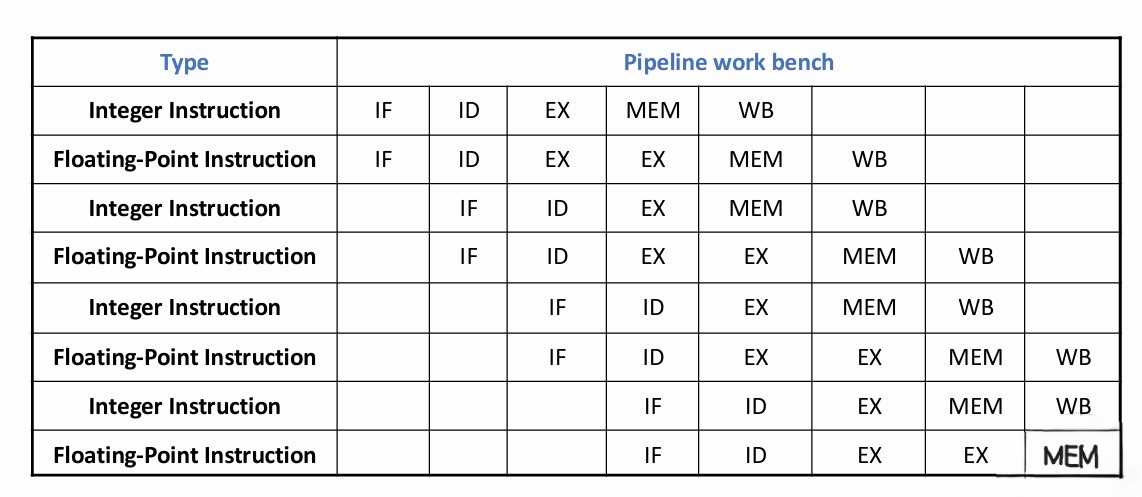 Type Pipeline work bench
Integer Instruction IF ID EX MEM WB
Floating-Point Instruction IF ID EX EX MEM WB
Integer Instruction IF ID EX MEM WB
Floating-Point Instruction IF ID EX EX MEM WB
Integer Instruction IF ID EX MEM WB
Floating-Point Instruction IF ID EX EX MEM WB
Integer Instruction IF ID EX MEM WB
Floating-Point Instruction IF ID EX EX MEM